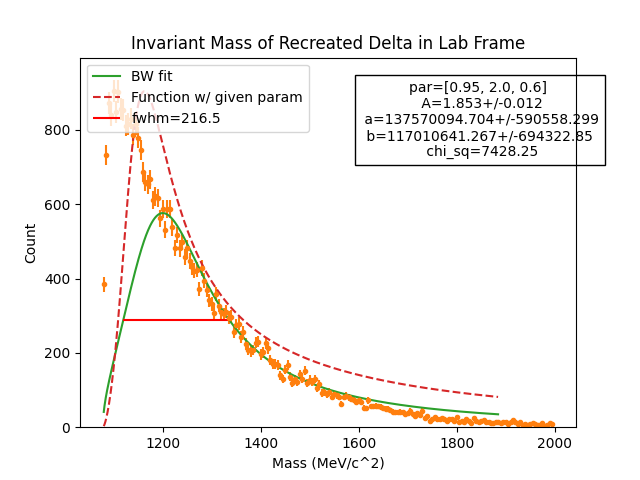 Invariant Mass of Recreated Delta in Lab Frame
BW fit
Function w/ given param
fwhm=216.5
par=[0.95, 2.0, 0.6]
A=1.853+/-0.012
a=137570094.704+/-590558.299
b=117010641.267+/-694322.85
chi_sq=7428.25
Count
800
600
400
200
0
1200
1400
1600
1800
2000
Mass (MeV/c^2)